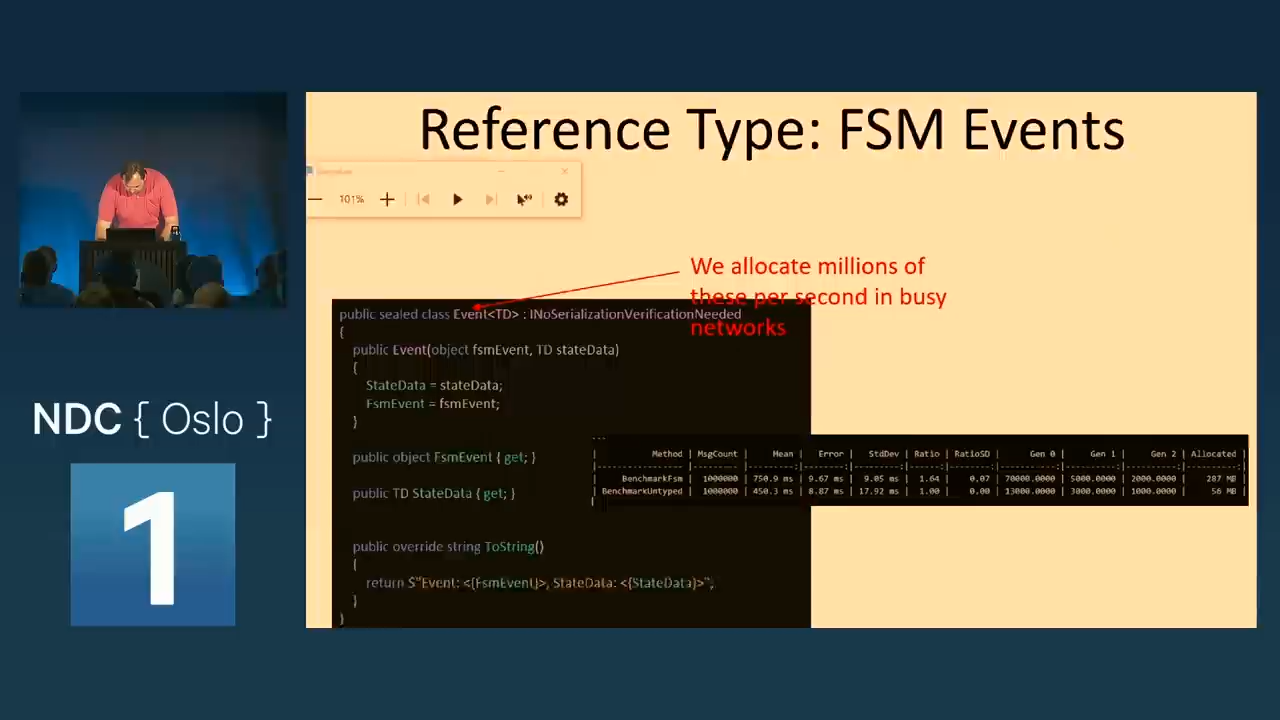 Reference Type: FSM Events
101%
We allocate millions of
these per second in busy
networks
public sealed class Event<TD> : INoSerializationVerificationNeeded
{
public Event(object fsmEvent, TD stateData)
{
StateData = stateData;
FsmEvent = fsmEvent;
}
public object FsmEvent { get; }
public TD StateData { get; }
public override string ToString()
{
return $"Event: <{FsmEvent}>, StateData: <{StateData}>";
}
}
Method | MsgCount | Mean | Error | StdDev | Ratio | RatioSD | Gen 0 | Gen 1 | Gen 2 | Allocated |
BenchmarkFsm | 1000000 | 750.9 ms | 9.67 ms | 9.05 ms | 1.64 | 0.07 | 70000.0000 | 5000.0000 | 2000.0000 | 287 MB |
BenchmarkUntyped | 1000000 | 450.3 ms | 8.87 ms | 17.92 ms | 1.00 | 0.00 | 13000.0000 | 3000.0000 | 1000.0000 | 56 MB |
NDC { Oslo }
1